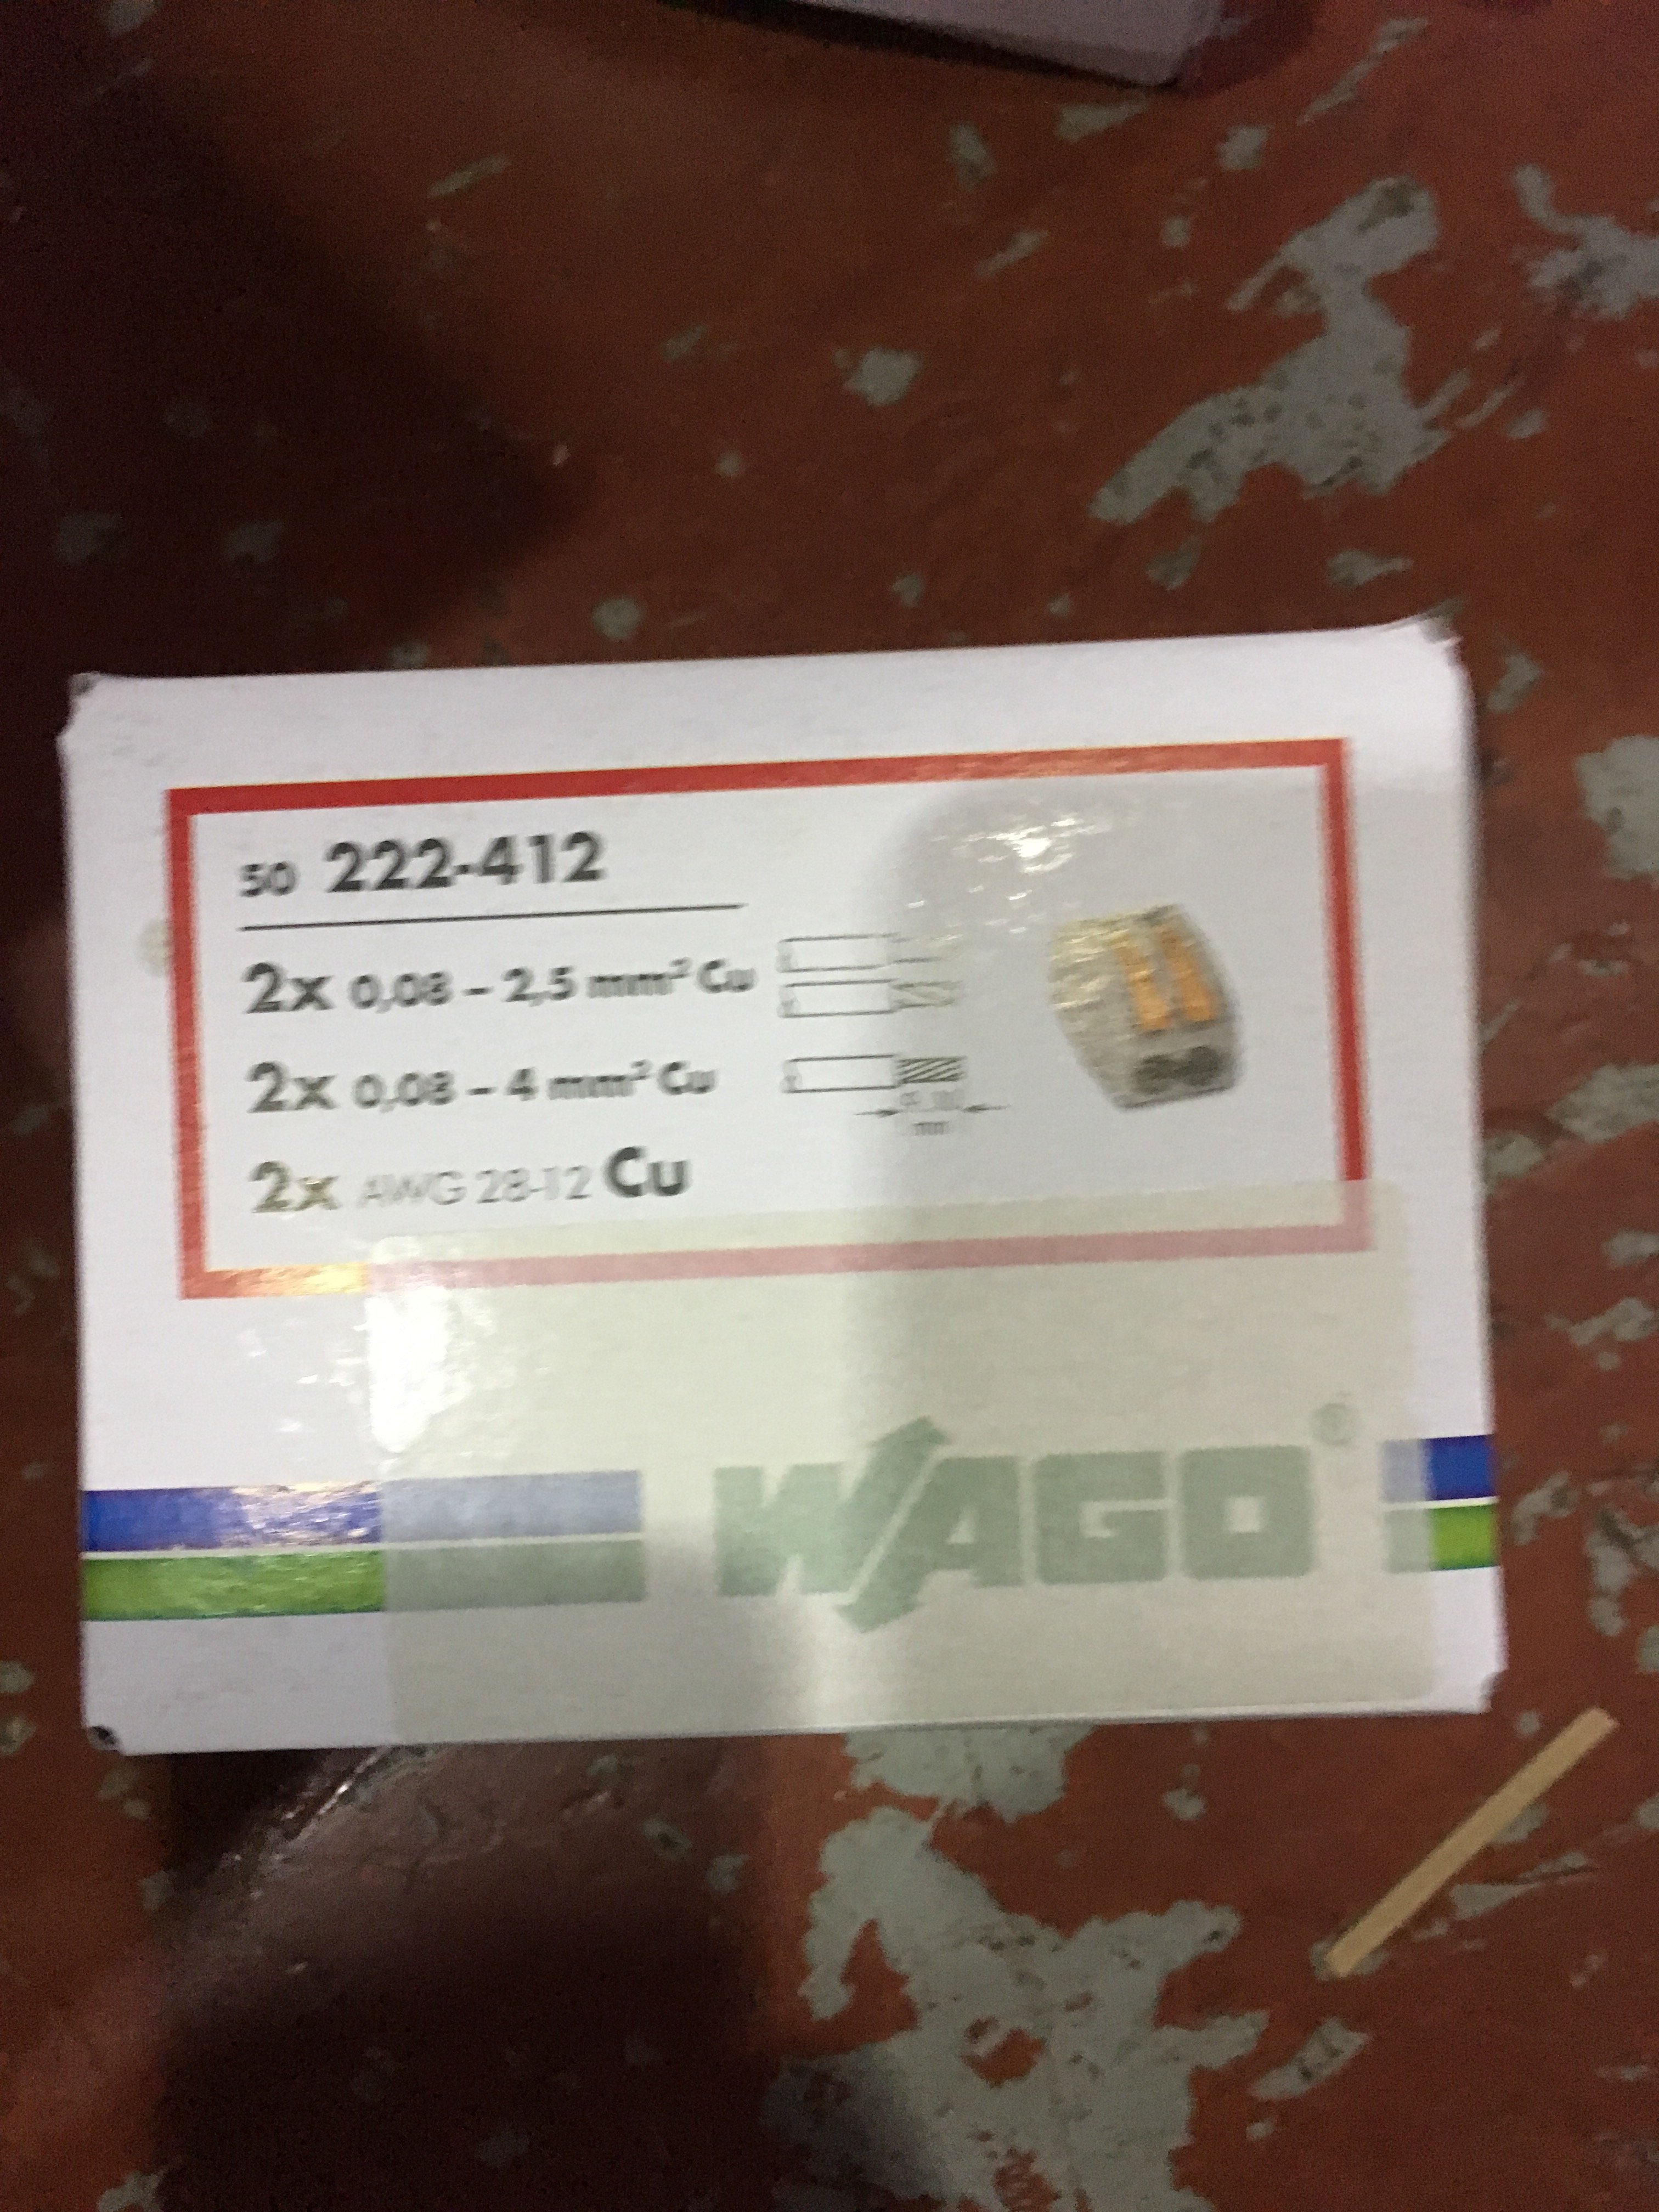 50 222-412
2x 0,08 – 2,5 mm² Cu
2x 0,08 – 4 mm² Cu
mm
2x AWG 28-12 Cu
WAGO®